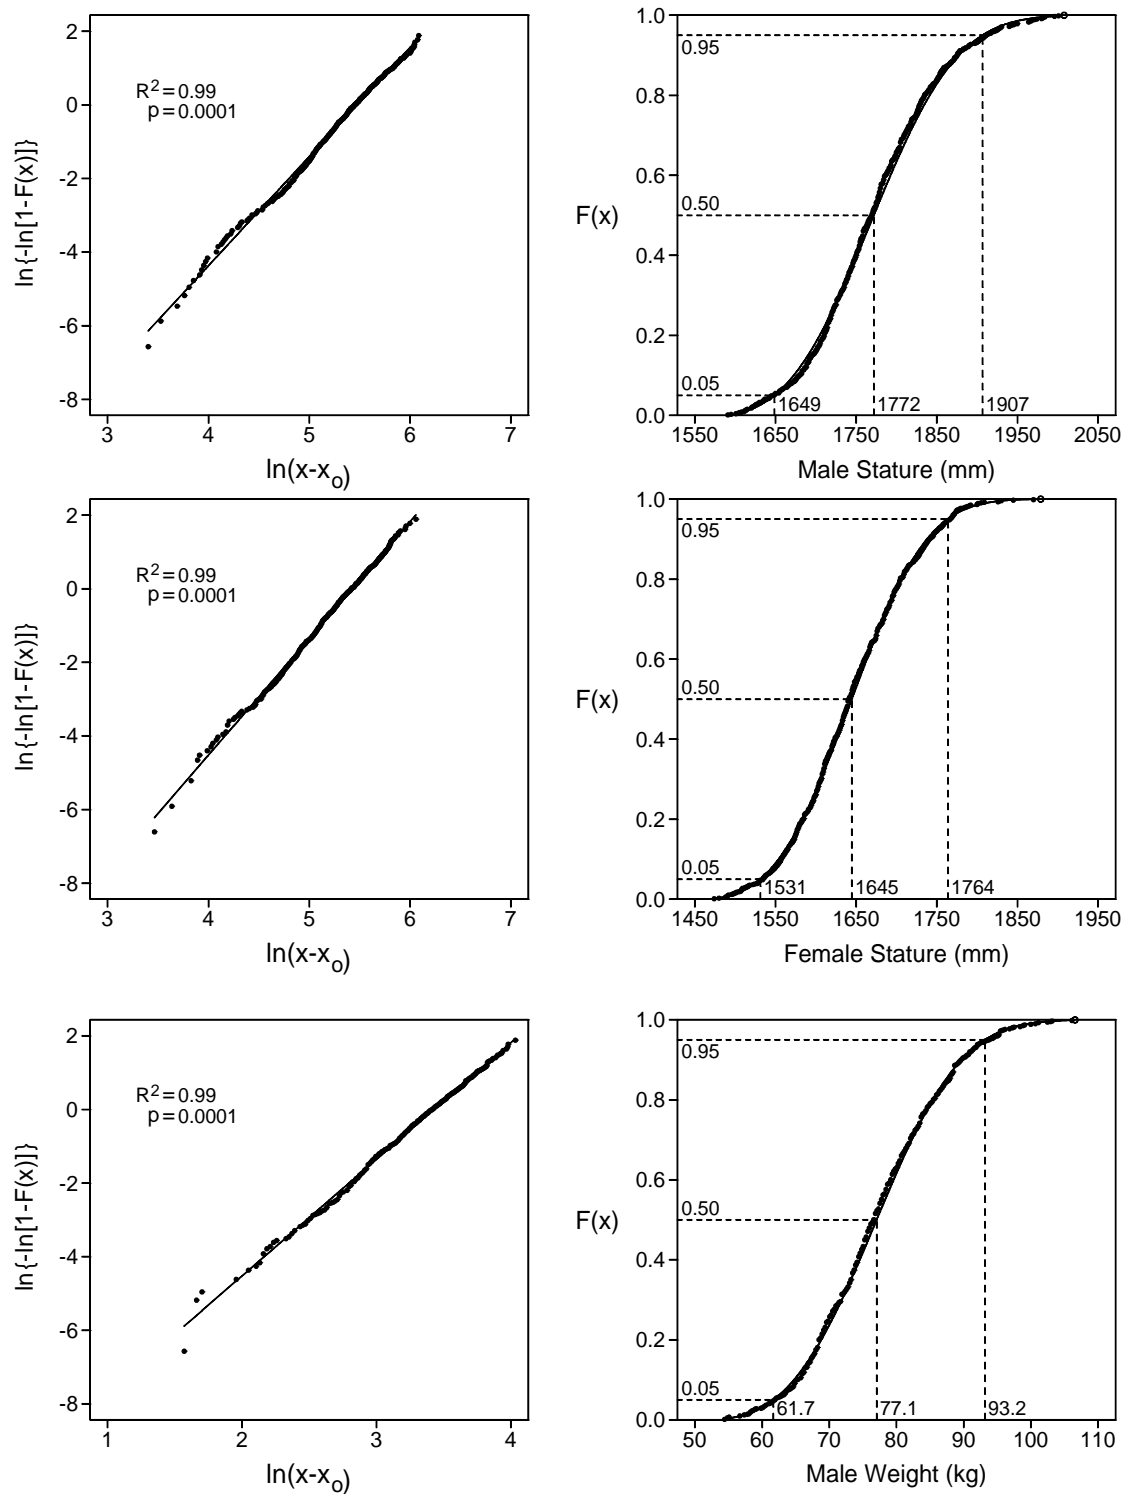 2
0
-2
-4
-6
-8
ln{-ln[1-F(x)]}
R2=0.99
p=0.0001
3 4 5 6 7
ln(x-xo)
1.0
0.8
0.6
0.4
0.2
0.0
F(x)
0.95
0.50
0.05
1649 1772 1907
1550 1650 1750 1850 1950 2050
Male Stature (mm)
2
0
-2
-4
-6
-8
ln{-ln[1-F(x)]}
R2=0.99
p=0.0001
3 4 5 6 7
ln(x-xo)
1.0
0.8
0.6
0.4
0.2
0.0
F(x)
0.95
0.50
0.05
1531 1645 1764
1450 1550 1650 1750 1850 1950
Female Stature (mm)
2
0
-2
-4
-6
-8
ln{-ln[1-F(x)]}
R2=0.99
p=0.0001
1 2 3 4
ln(x-xo)
1.0
0.8
0.6
0.4
0.2
0.0
F(x)
0.95
0.50
0.05
61.7 77.1 93.2
50 60 70 80 90 100 110
Male Weight (kg)